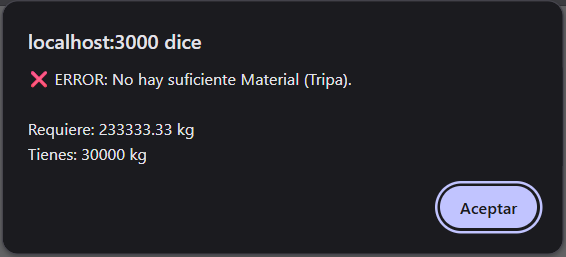 localhost:3000 dice
❌ ERROR: No hay suficiente Material (Tripa).
Requiere: 233333.33 kg
Tienes: 30000 kg
Aceptar